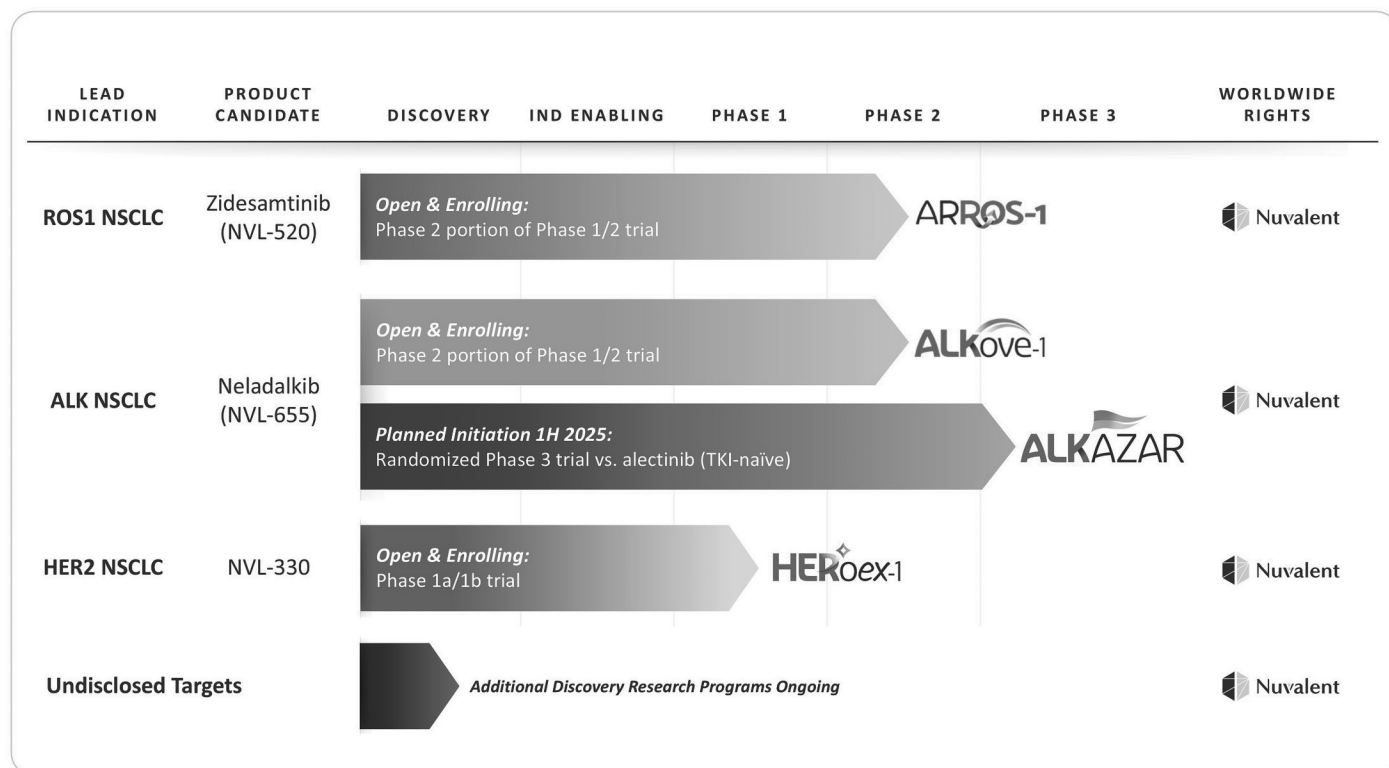 LEAD
INDICATION
PRODUCT
CANDIDATE
DISCOVERY
IND ENABLING
PHASE 1
PHASE 2
PHASE 3
WORLDWIDE
RIGHTS
ROS1 NSCLC
Zidesamtinib
(NVL-520)
Open & Enrolling:
Phase 2 portion of Phase 1/2 trial
ARROS-1
Nuvalent
ALK NSCLC
Neladalkib
(NVL-655)
Open & Enrolling:
Phase 2 portion of Phase 1/2 trial
ALKove-1
Planned Initiation 1H 2025:
Randomized Phase 3 trial vs. alectinib (TKI-naïve)
ALKAZAR
Nuvalent
HER2 NSCLC
NVL-330
Open & Enrolling:
Phase 1a/1b trial
HERoex-1
Nuvalent
Undisclosed Targets
Additional Discovery Research Programs Ongoing
Nuvalent